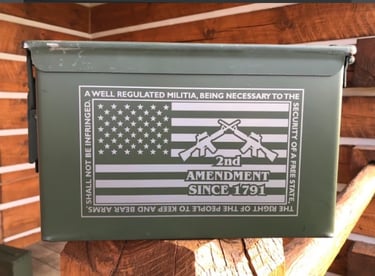 A WELL REGULATED MILITIA, BEING NECESSARY TO THE
SECURITY OF A FREE STATE,
THE RIGHT OF THE PEOPLE TO KEEP AND BEAR ARMS,
SHALL NOT BE INFRINGED.
2nd
AMENDMENT
SINCE 1791